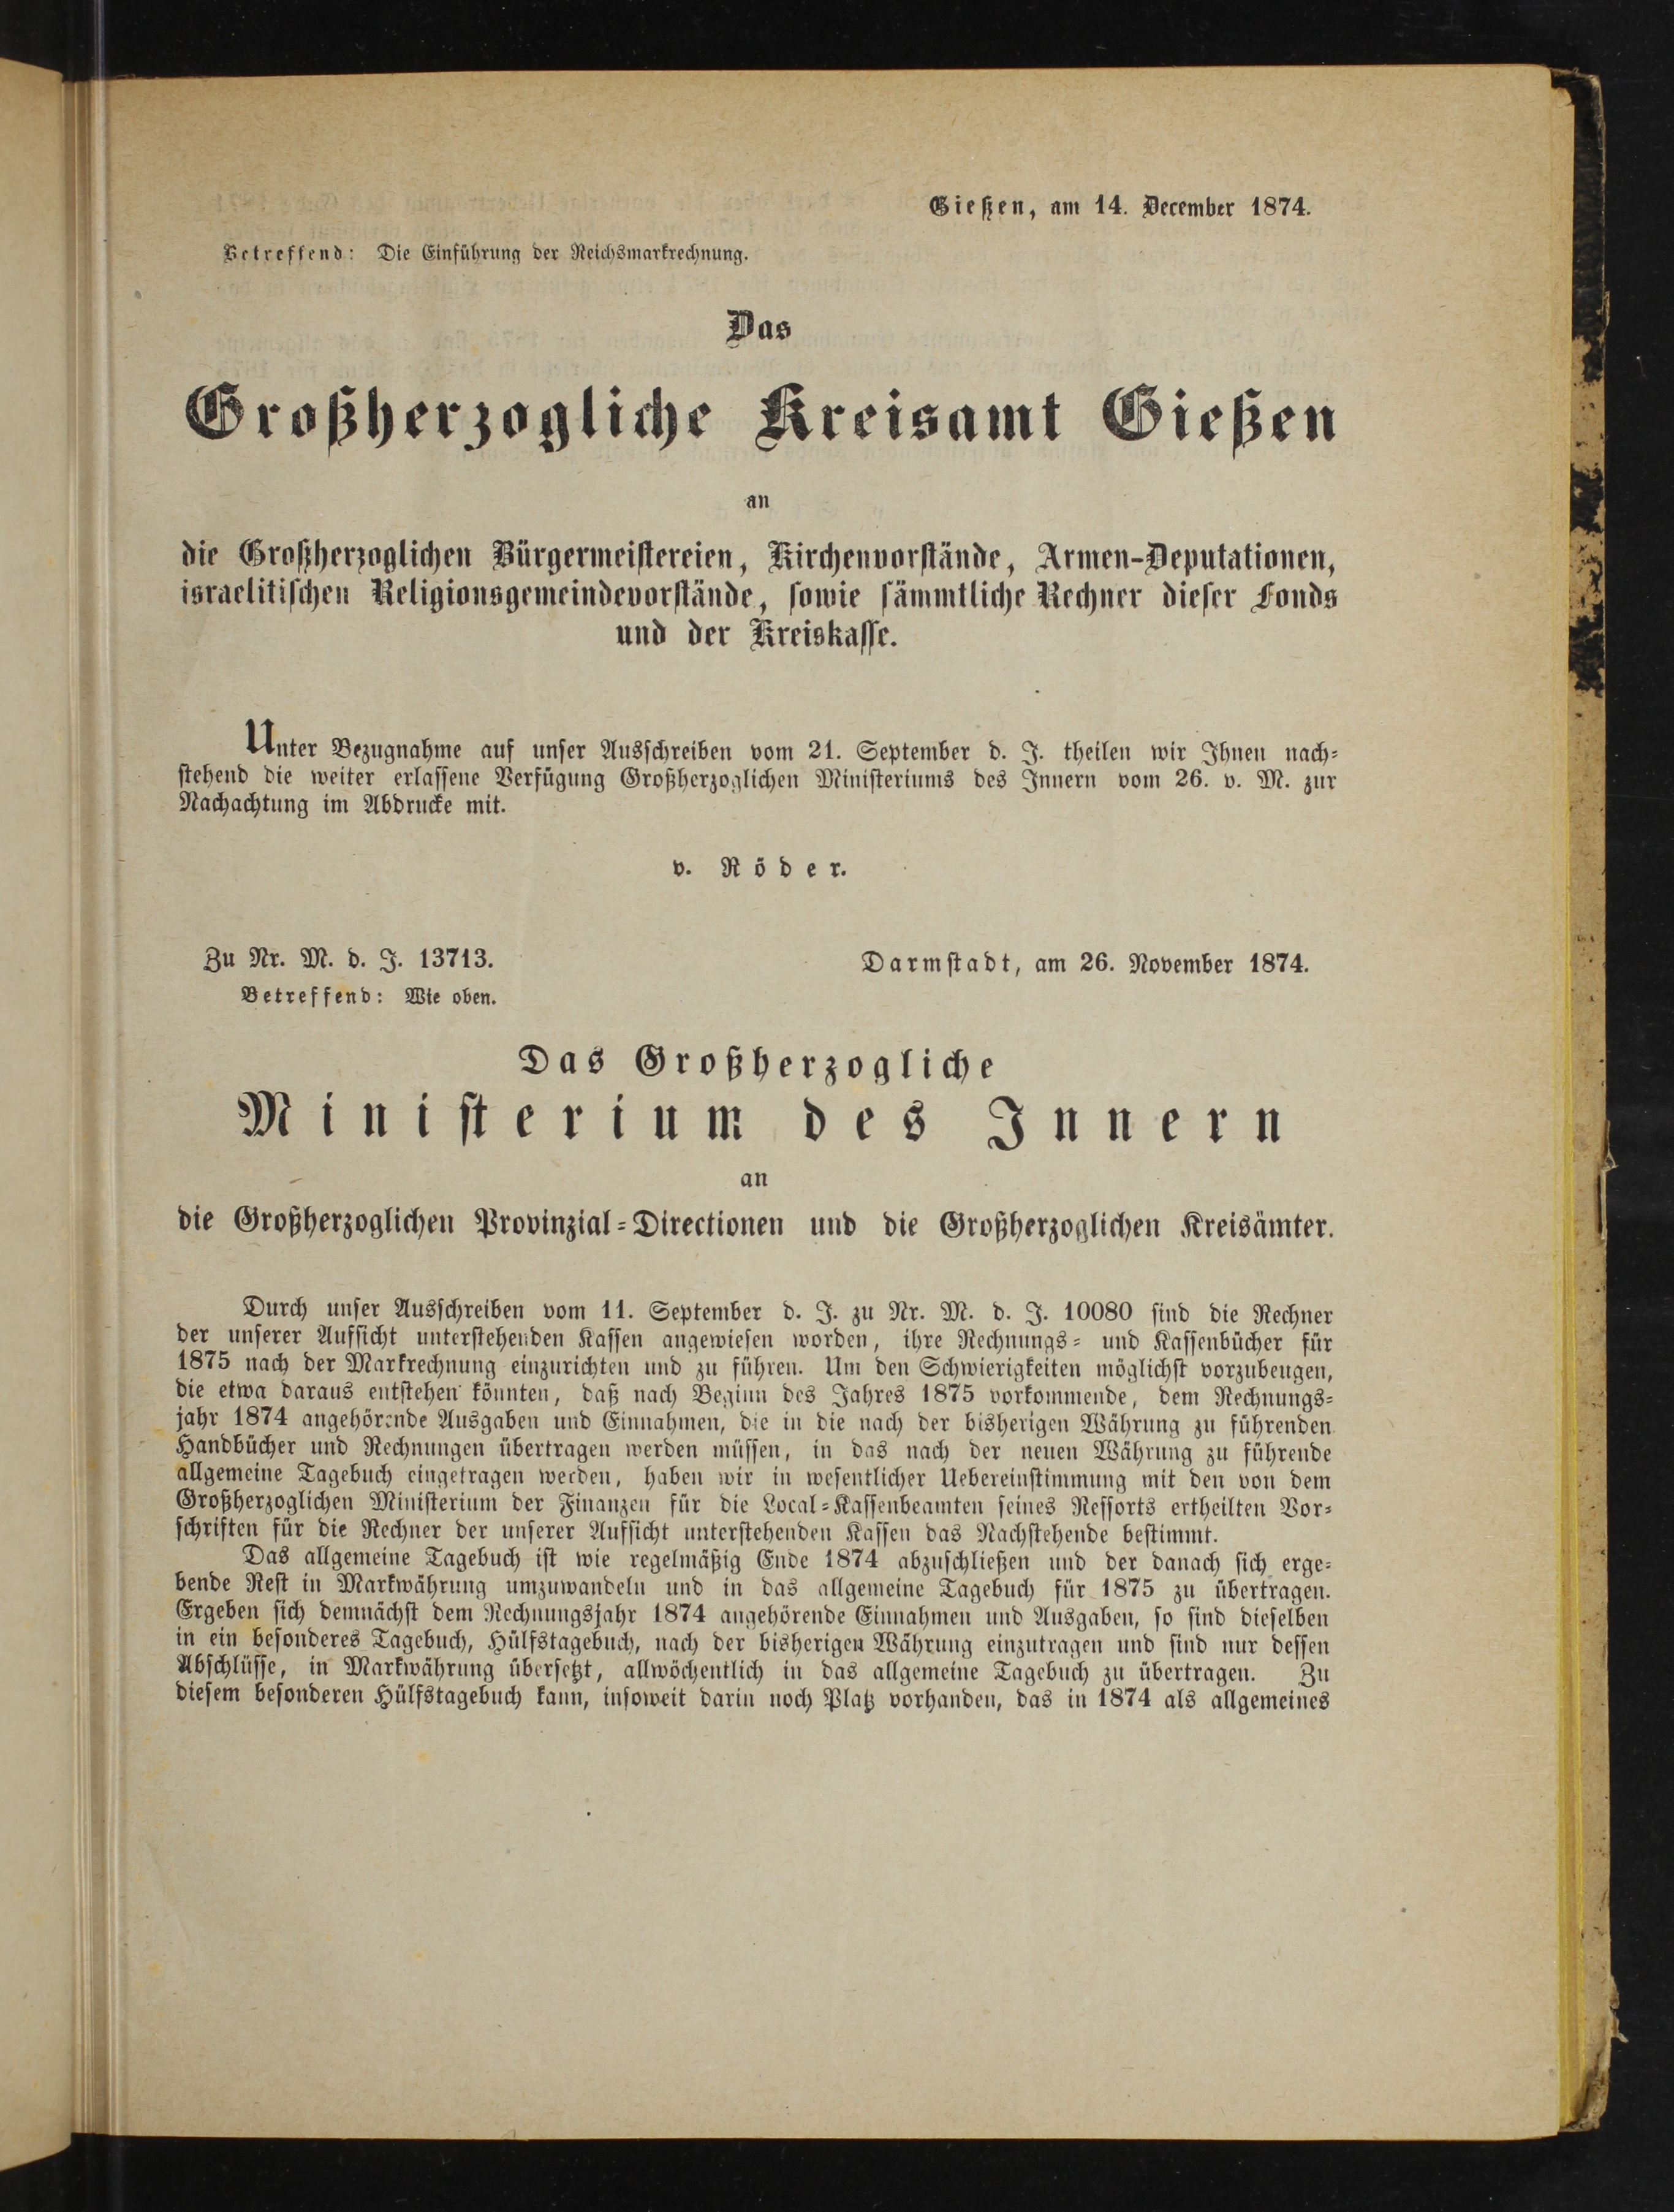 Gießen, am 14. December 1874.
Betreffend: Die Einführung der Reichsmarkrechnung.
Das
Großherzogliche Kreisamt Gießen
an
die Großherzoglichen Bürgermeistereien, Kirchenvorstände, Armen-Deputationen,
israelitischen Religionsgemeindevorstände, sowie sämmtliche Rechner dieser Fonds
und der Kreiskasse.
Unter Bezugnahme auf unser Ausschreiben vom 21. September d. J. theilen wir Ihnen nach-
stehend die weiter erlassene Verfügung Großherzoglichen Ministeriums des Innern vom 26. v. M. zur
Nachachtung im Abdrucke mit.
v. Röder.
Zu Nr. M. d. J. 13713.
Darmstadt, am 26. November 1874.
Betreffend: Wie oben.
Das Großherzogliche
Ministerium des Innern
an
die Großherzoglichen Provinzial-Directionen und die Großherzoglichen Kreisämter.
Durch unser Ausschreiben vom 11. September d. J. zu Nr. M. d. J. 10080 sind die Rechner
der unserer Aufsicht unterstehenden Kassen angewiesen worden, ihre Rechnungs- und Kassenbücher für
1875 nach der Markrechnung einzurichten und zu führen. Um den Schwierigkeiten möglichst vorzubeugen,
die etwa daraus entstehen könnten, daß nach Beginn des Jahres 1875 vorkommende, dem Rechnungs-
jahr 1874 angehörende Ausgaben und Einnahmen, die in die nach der bisherigen Währung zu führenden
Handbücher und Rechnungen übertragen werden müssen, in das nach der neuen Währung zu führende
allgemeine Tagebuch eingetragen werden, haben wir in wesentlicher Uebereinstimmung mit den von dem
Großherzoglichen Ministerium der Finanzen für die Local-Kassenbeamten seines Ressorts ertheilten Vor-
schriften für die Rechner der unserer Aufsicht unterstehenden Kassen das Nachstehende bestimmt.
Das allgemeine Tagebuch ist wie regelmäßig Ende 1874 abzuschließen und der danach sich erge-
bende Rest in Markwährung umzuwandeln und in das allgemeine Tagebuch für 1875 zu übertragen.
Ergeben sich demnächst dem Rechnungsjahr 1874 angehörende Einnahmen und Ausgaben, so sind dieselben
in ein besonderes Tagebuch, Hülfstagebuch, nach der bisherigen Währung einzutragen und sind nur dessen
Abschlüsse, in Markwährung übersetzt, allwöchentlich in das allgemeine Tagebuch zu übertragen. Zu
diesem besonderen Hülfstagebuch kann, insoweit darin noch Platz vorhanden, das in 1874 als allgemeines